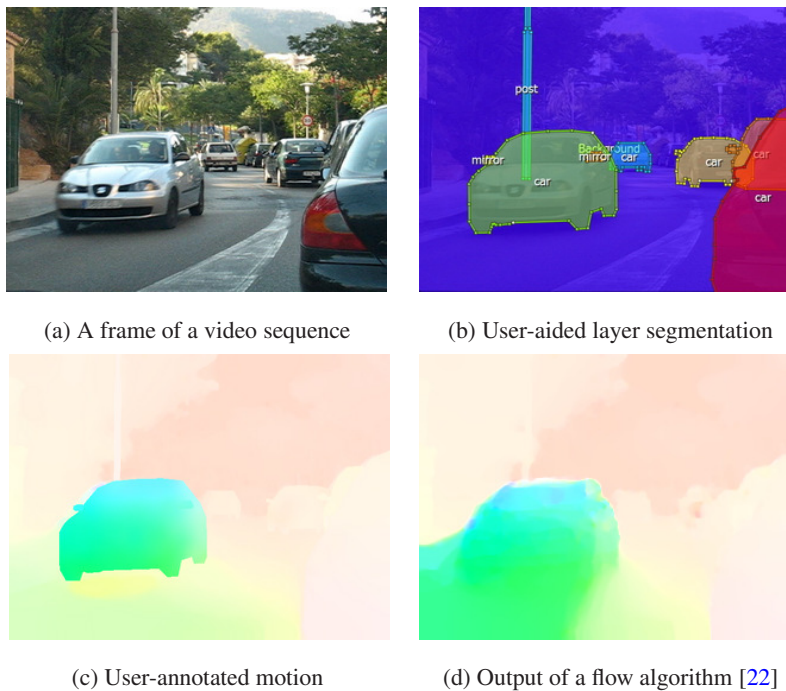 post
mirror
Background
mirror
car
car
car
car
car
(a) A frame of a video sequence
(b) User-aided layer segmentation
(c) User-annotated motion
(d) Output of a flow algorithm [22]